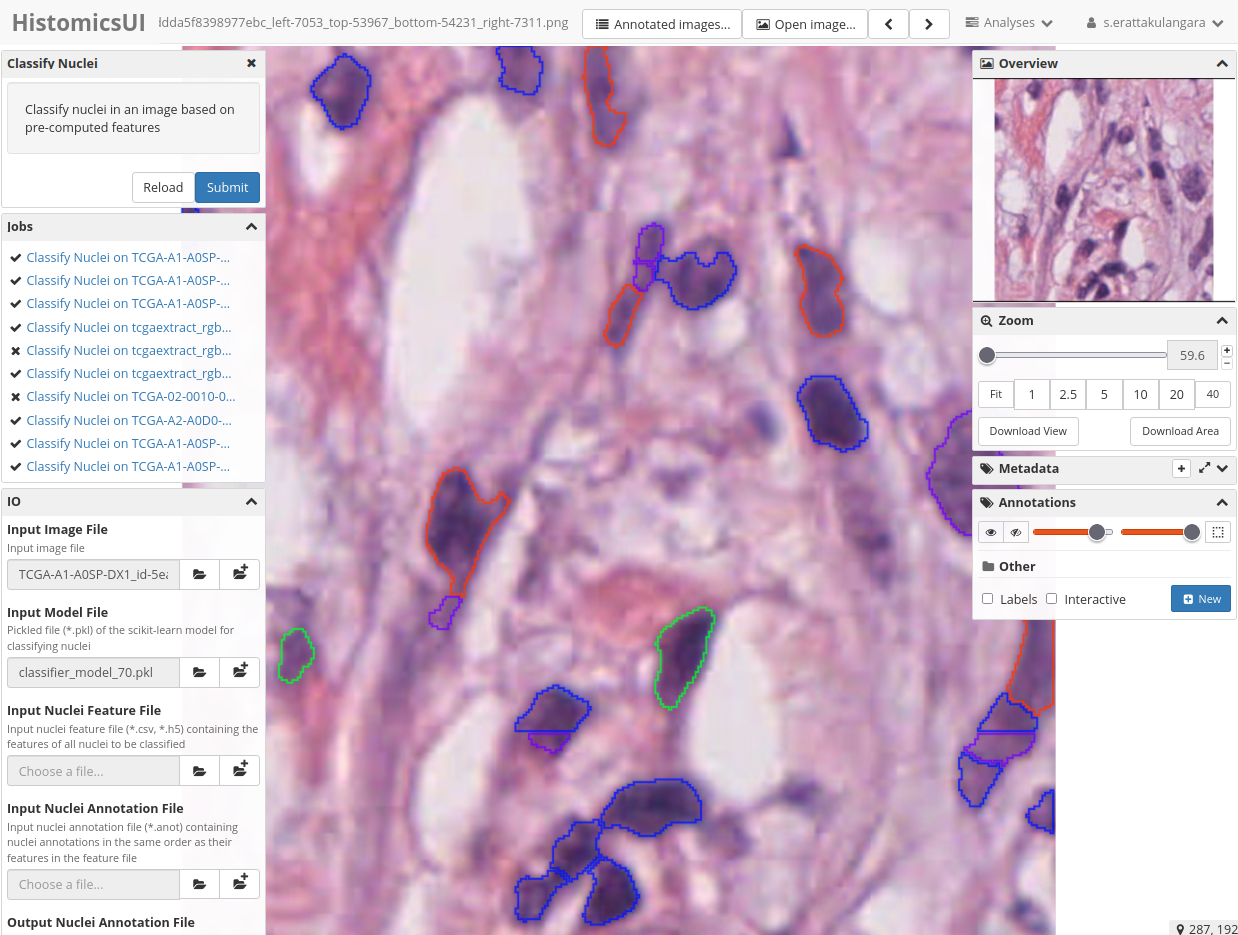 HistomicsUI
ldda5f8398977ebc_left-7053_top-53967_bottom-54231_right-7311.png
Annotated images...
Open image...
Analyses
s.erattakulangara
Classify Nuclei
Classify nuclei in an image based on
pre-computed features
Reload
Submit
Jobs
Classify Nuclei on TCGA-A1-A0SP-...
Classify Nuclei on TCGA-A1-A0SP-...
Classify Nuclei on TCGA-A1-A0SP-...
Classify Nuclei on tcgaextract_rgb...
Classify Nuclei on tcgaextract_rgb...
Classify Nuclei on tcgaextract_rgb...
Classify Nuclei on TCGA-02-0010-0...
Classify Nuclei on TCGA-A2-A0D0-...
Classify Nuclei on TCGA-A1-A0SP-...
Classify Nuclei on TCGA-A1-A0SP-...
IO
Input Image File
Input image file
TCGA-A1-A0SP-DX1_id-5ea
Input Model File
Pickled file (*.pkl) of the scikit-learn model for
classifying nuclei
classifier_model_70.pkl
Input Nuclei Feature File
Input nuclei feature file (*.csv, *.h5) containing the
features of all nuclei to be classified
Choose a file...
Input Nuclei Annotation File
Input nuclei annotation file (*.anot) containing
nuclei annotations in the same order as their
features in the feature file
Choose a file...
Output Nuclei Annotation File
Overview
Zoom
59.6
Fit 1 2.5 5 10 20 40
Download View
Download Area
Metadata
Annotations
Other
Labels
Interactive
New
287, 192